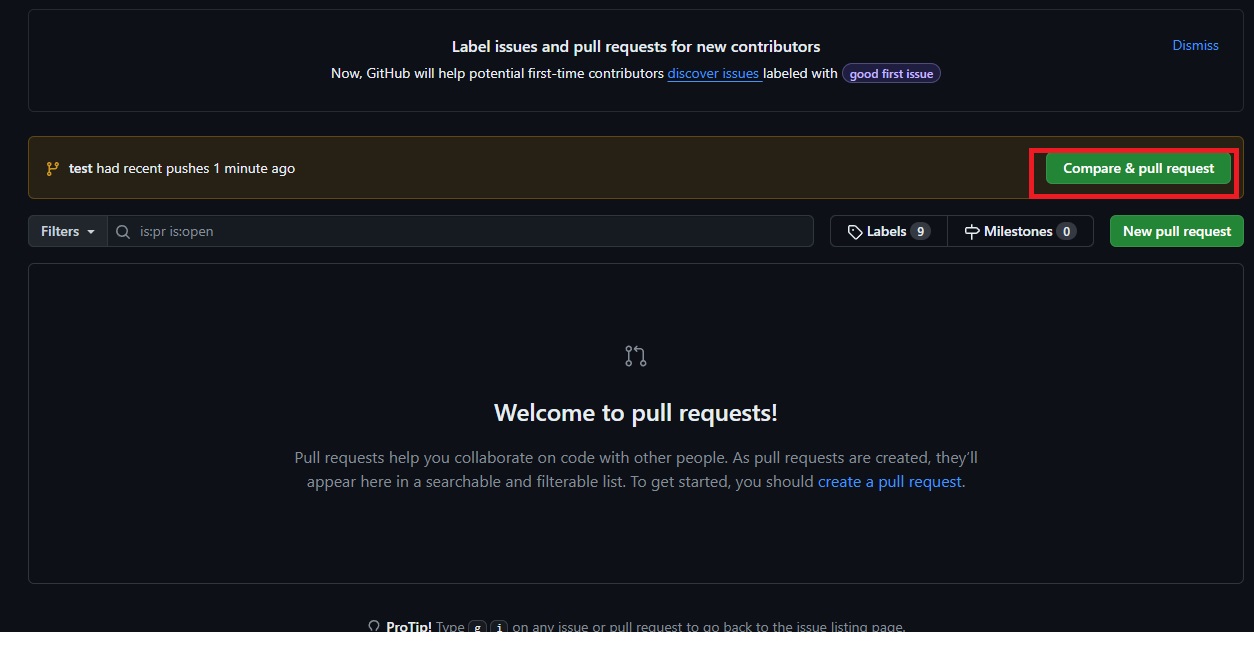 Label issues and pull requests for new contributors
Dismiss
Now, GitHub will help potential first-time contributors discover issues labeled with good first issue
test had recent pushes 1 minute ago
Compare & pull request
Filters
is:pr is:open
Labels 9
Milestones 0
New pull request
Welcome to pull requests!
Pull requests help you collaborate on code with other people. As pull requests are created, they’ll
appear here in a searchable and filterable list. To get started, you should create a pull request.
ProTip! Type g i on any issue or pull request to go back to the issue listing page.